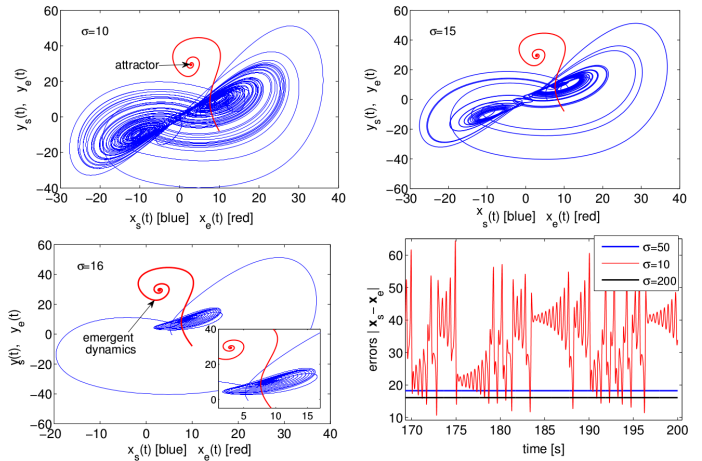 σ=10
attractor
y_s(t), y_e(t)
60
40
20
0
−20
−40
−30 −20 −10 0 10 20 30 40
x_s(t) [blue] x_e(t) [red]
σ=15
y_s(t), y_e(t)
60
40
20
0
−20
−40
−60
−30 −20 −10 0 10 20 30 40
x_s(t) [blue] x_e(t) [red]
σ=16
emergent
dynamics
y_s(t), y_e(t)
60
40
20
0
−20
−40
−60
−30 −20 −10 0 10 20 30 40
x_s(t) [blue] x_e(t) [red]
40
20
0
5 10 15
σ=50
σ=10
σ=200
errors |x_s − x_e|
60
50
40
30
20
10
170 175 180 185 190 195 200
time [s]